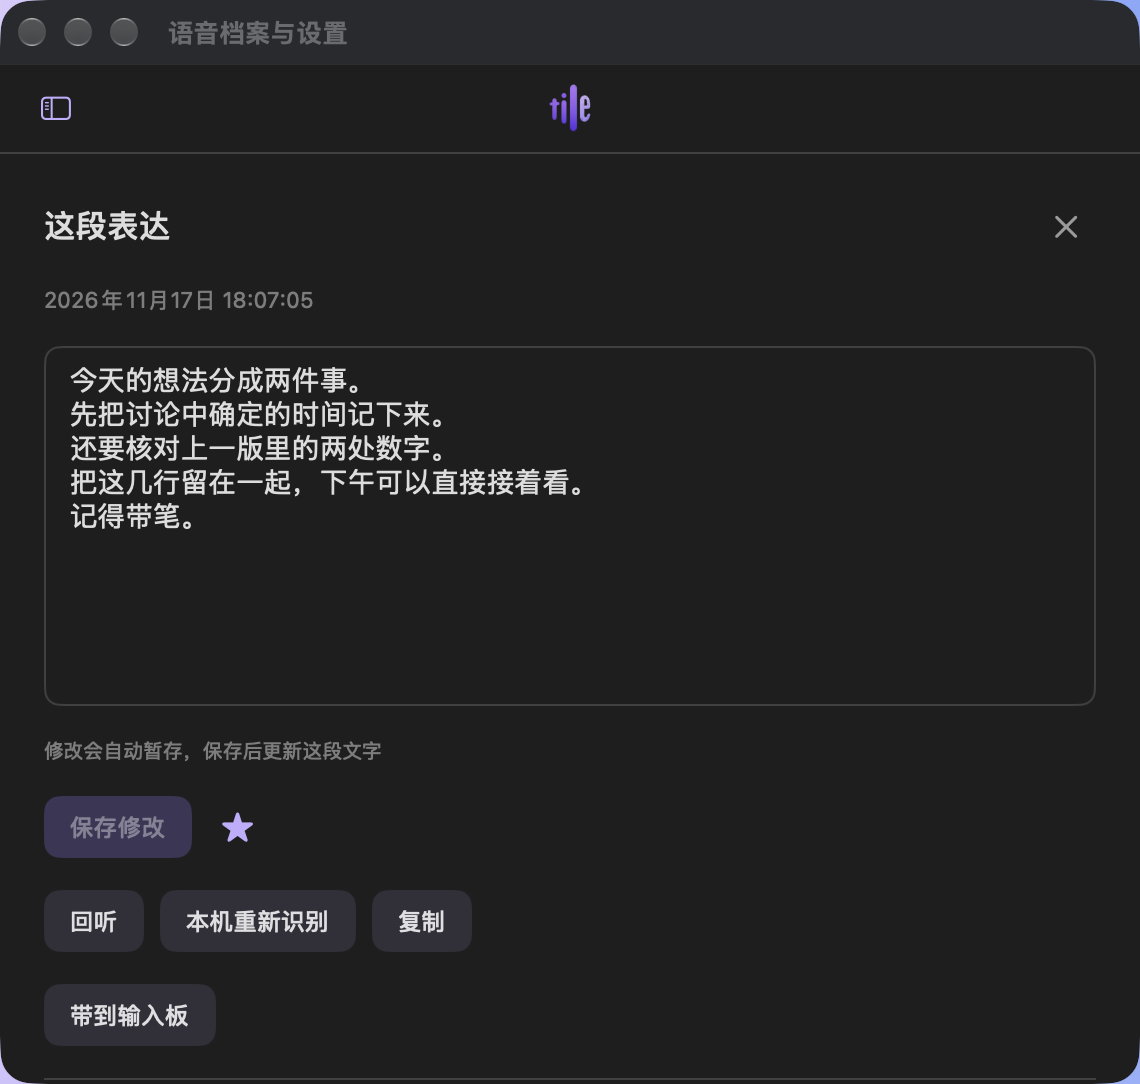 语音档案与设置
tile
这段表达
2026年11月17日 18:07:05
今天的想法分成两件事。
先把讨论中确定的时间记下来。
还要核对上一版里的两处数字。
把这几行留在一起，下午可以直接接着看。
记得带笔。
修改会自动暂存，保存后更新这段文字
保存修改
回听 本机重新识别 复制
带到输入板